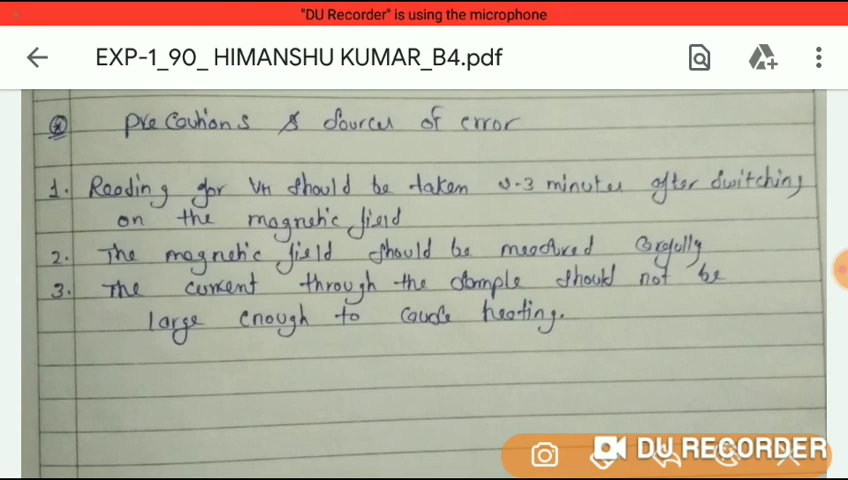 "DU Recorder" is using the microphone
EXP-1_90_ HIMANSHU KUMAR_B4.pdf
Precautions & Sources of error
1. Reading for VH should be taken 2-3 minutes after switching
on the magnetic field
2. The magnetic field should be measured carefully
3. The current through the sample should not be
large enough to cause heating.
DU RECORDER